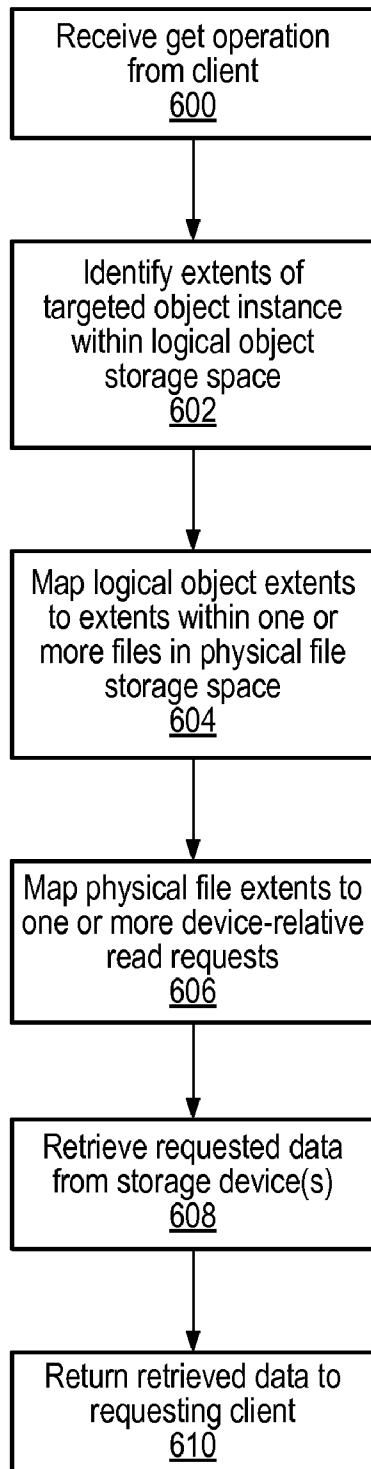 Receive get operation
from client
600
Identify extents of
targeted object instance
within logical object
storage space
602
Map logical object extents
to extents within one or
more files in physical file
storage space
604
Map physical file extents to
one or more device-relative
read requests
606
Retrieve requested data
from storage device(s)
608
Return retrieved data to
requesting client
610